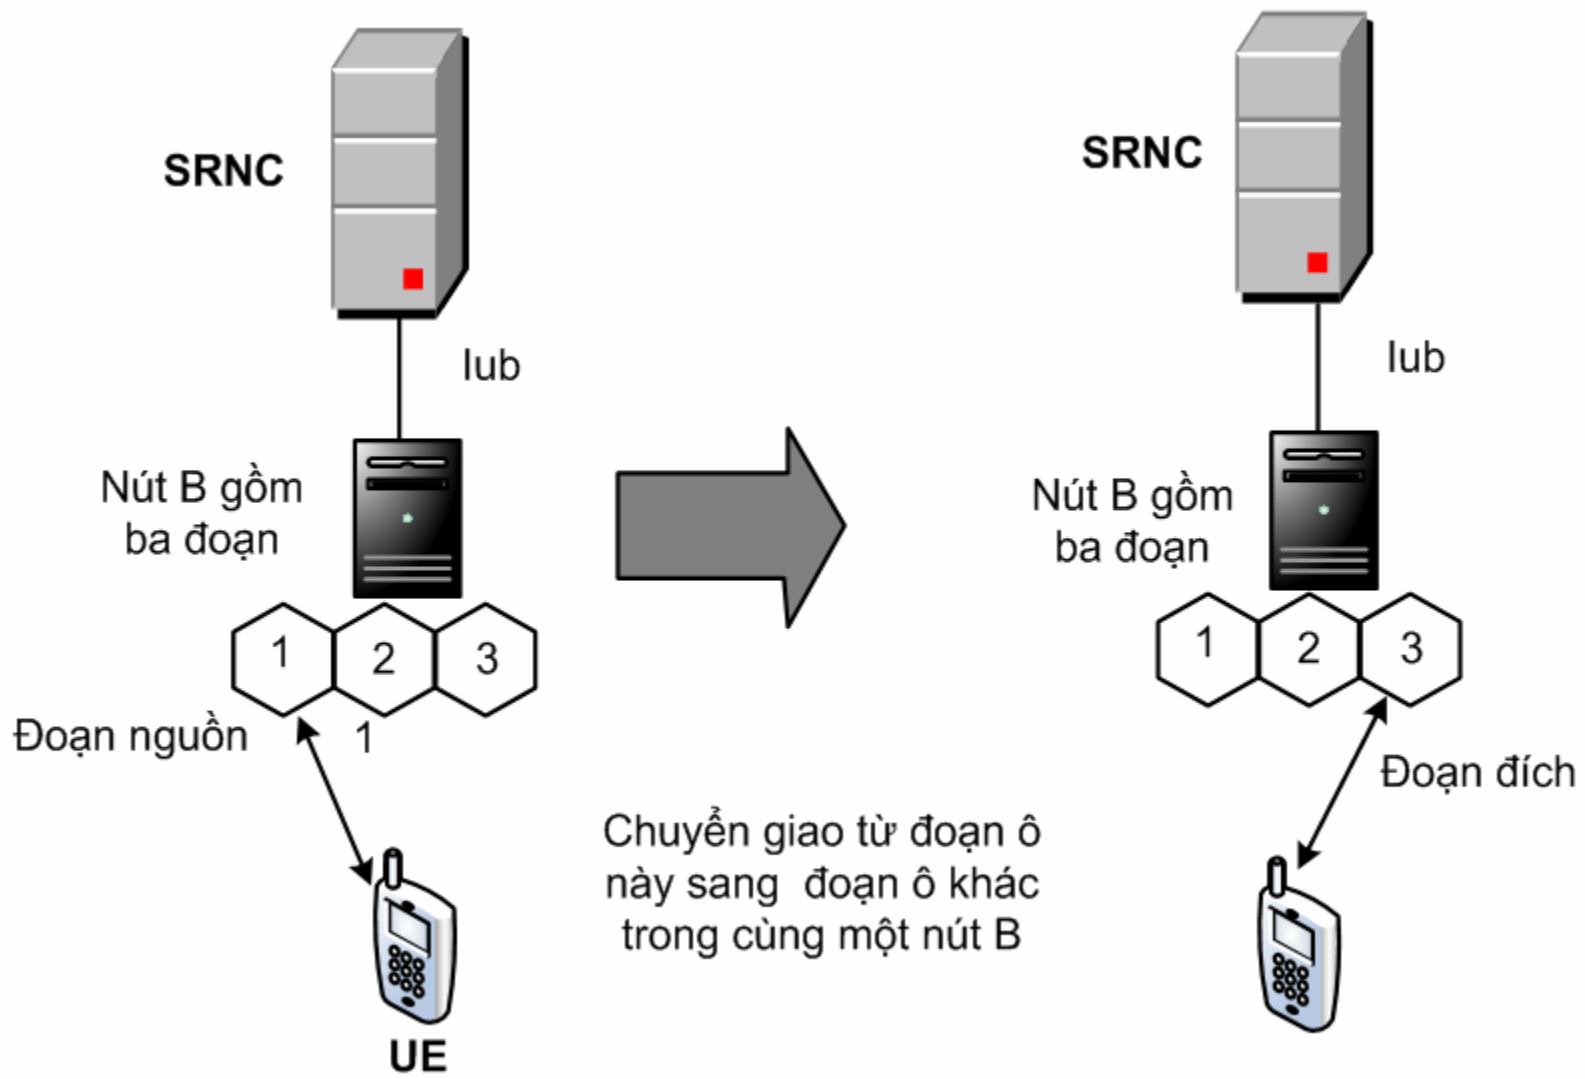 SRNC
Iub
Nút B gồm
ba đoạn
1
2
3
Đoạn nguồn
1
UE
Chuyển giao từ đoạn ô
này sang đoạn ô khác
trong cùng một nút B
SRNC
Iub
Nút B gồm
ba đoạn
1
2
3
Đoạn đích